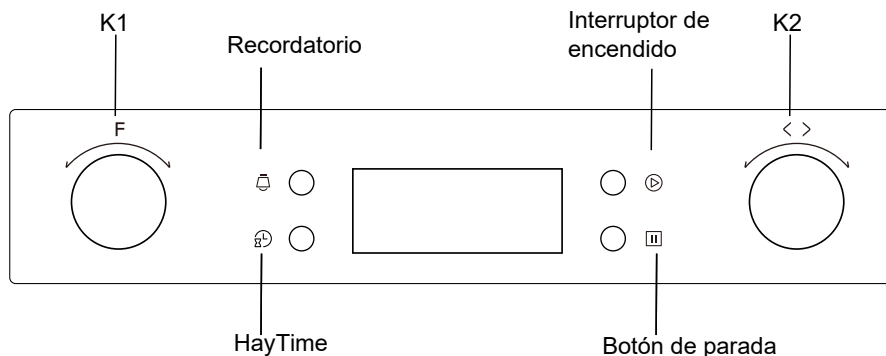 K1
Recordatorio
Interruptor de
encendido
K2
F
HayTime
Botón de parada